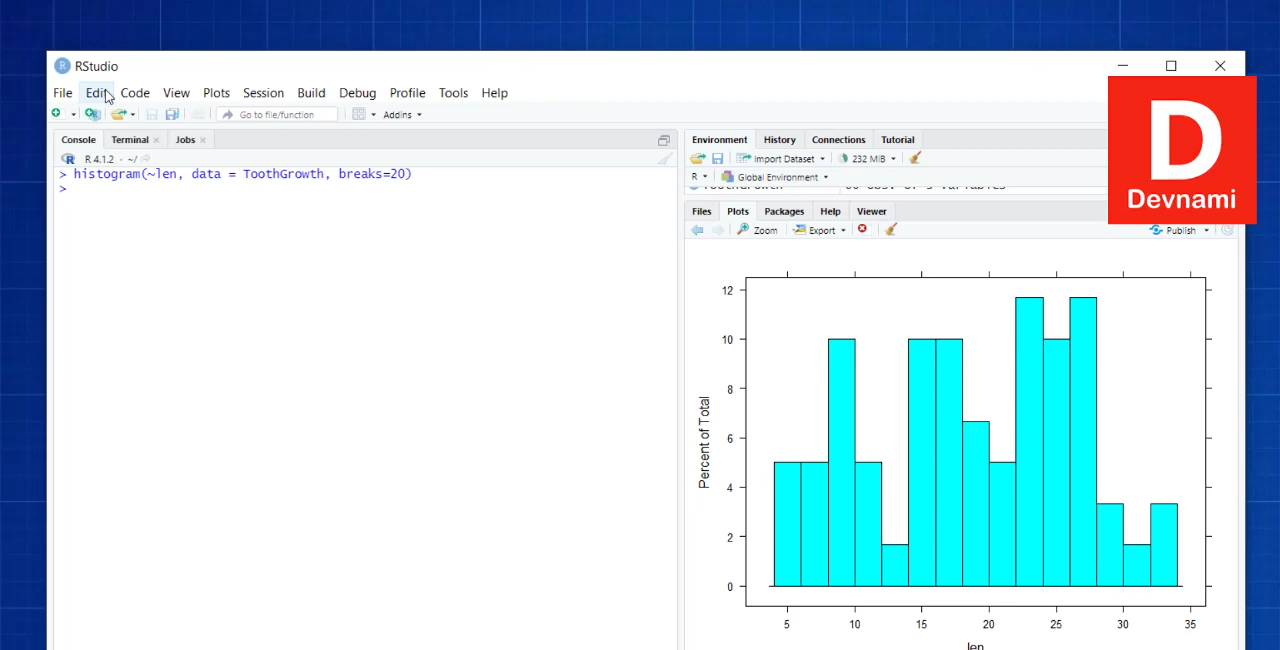 R RStudio
File Edit Code View Plots Session Build Debug Profile Tools Help
Go to file/function Addins
Console Terminal Jobs
R R 4.1.2 · ~/
> histogram(~len, data = ToothGrowth, breaks=20)
>
Environment History Connections Tutorial
Import Dataset 232 MiB
R Global Environment
Files Plots Packages Help Viewer
Zoom Export Publish
D
Devnami
Percent of Total
12
10
8
6
4
2
0
5 10 15 20 25 30 35
len